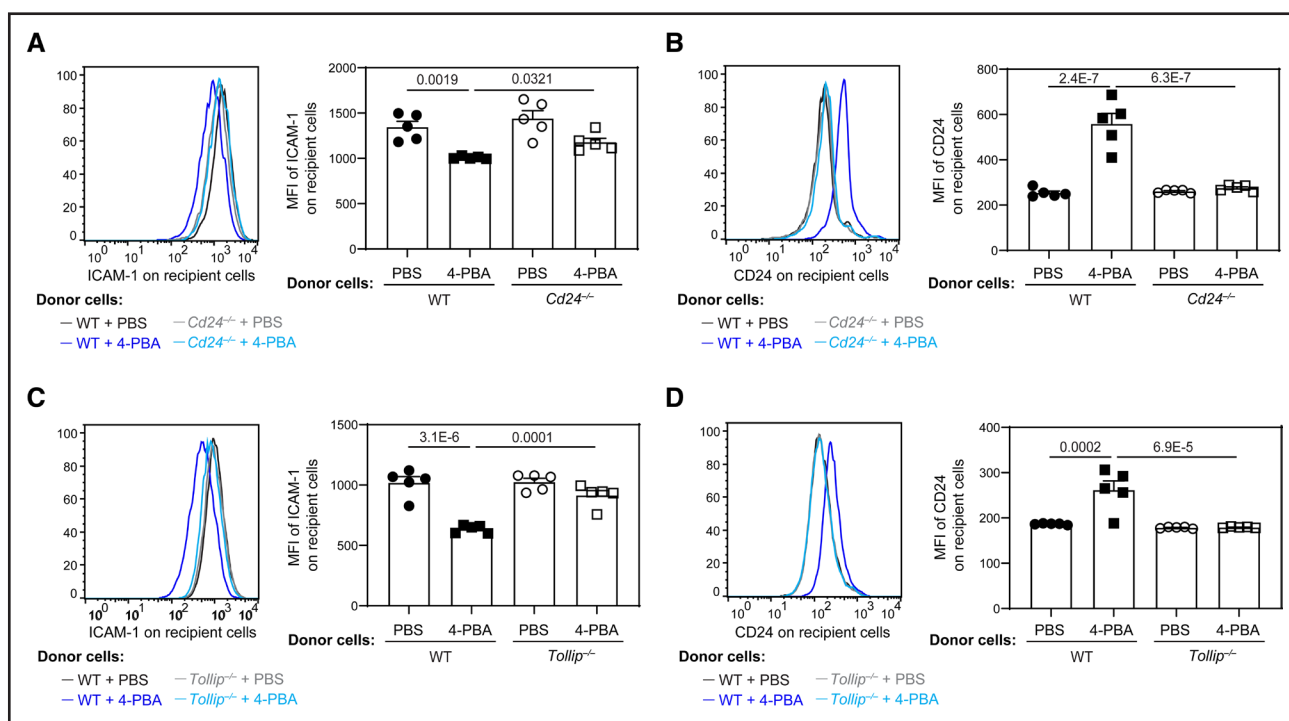 A
100
80
60
40
20
0
10^0 10^1 10^2 10^3 10^4
ICAM-1 on recipient cells
Donor cells:
— WT + PBS — Cd24–/– + PBS
— WT + 4-PBA — Cd24–/– + 4-PBA
MFI of ICAM-1
on recipient cells
2000
1500
1000
500
0
0.0019 0.0321
PBS 4-PBA PBS 4-PBA
Donor cells:
WT Cd24–/–
B
100
80
60
40
20
0
10^0 10^1 10^2 10^3 10^4
CD24 on recipient cells
Donor cells:
— WT + PBS — Cd24–/– + PBS
— WT + 4-PBA — Cd24–/– + 4-PBA
MFI of CD24
on recipient cells
800
600
400
200
0
2.4E-7 6.3E-7
PBS 4-PBA PBS 4-PBA
Donor cells:
WT Cd24–/–
C
100
80
60
40
20
0
10^0 10^1 10^2 10^3 10^4
ICAM-1 on recipient cells
Donor cells:
— WT + PBS — Tollip–/– + PBS
— WT + 4-PBA — Tollip–/– + 4-PBA
MFI of ICAM-1
on recipient cells
1500
1000
500
0
3.1E-6 0.0001
PBS 4-PBA PBS 4-PBA
Donor cells:
WT Tollip–/–
D
100
80
60
40
20
0
10^0 10^1 10^2 10^3 10^4
CD24 on recipient cells
Donor cells:
— WT + PBS — Tollip–/– + PBS
— WT + 4-PBA — Tollip–/– + 4-PBA
MFI of CD24
on recipient cells
400
300
200
100
0
0.0002 6.9E-5
PBS 4-PBA PBS 4-PBA
Donor cells:
WT Tollip–/–